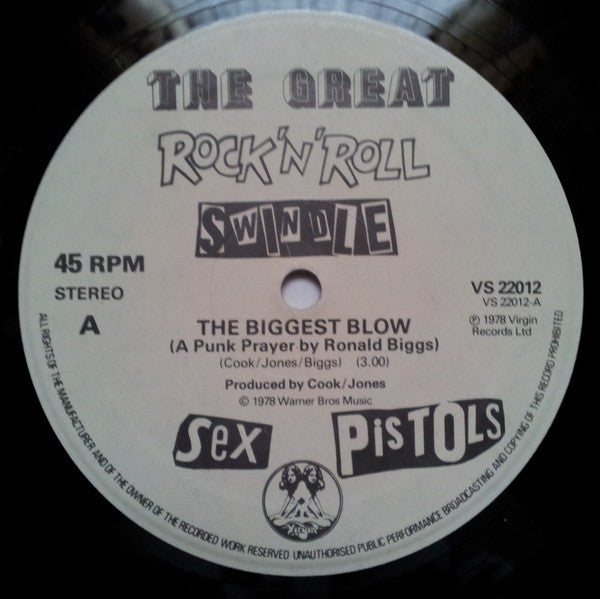 THE GREAT
ROCK 'N' ROLL
SWINDLE
45 RPM
STEREO
A
VS 22012
VS 22012-A
℗ 1978 Virgin
Records Ltd
THE BIGGEST BLOW
(A Punk Prayer by Ronald Biggs)
(Cook/Jones/Biggs) (3.00)
Produced by Cook/Jones
© 1978 Warner Bros Music
SeX PiSTOLS
Virgin
ALL RIGHTS OF THE MANUFACTURER AND OF THE OWNER OF THE RECORDED WORK RESERVED · UNAUTHORISED PUBLIC PERFORMANCE BROADCASTING AND COPYING OF THIS RECORD PROHIBITED